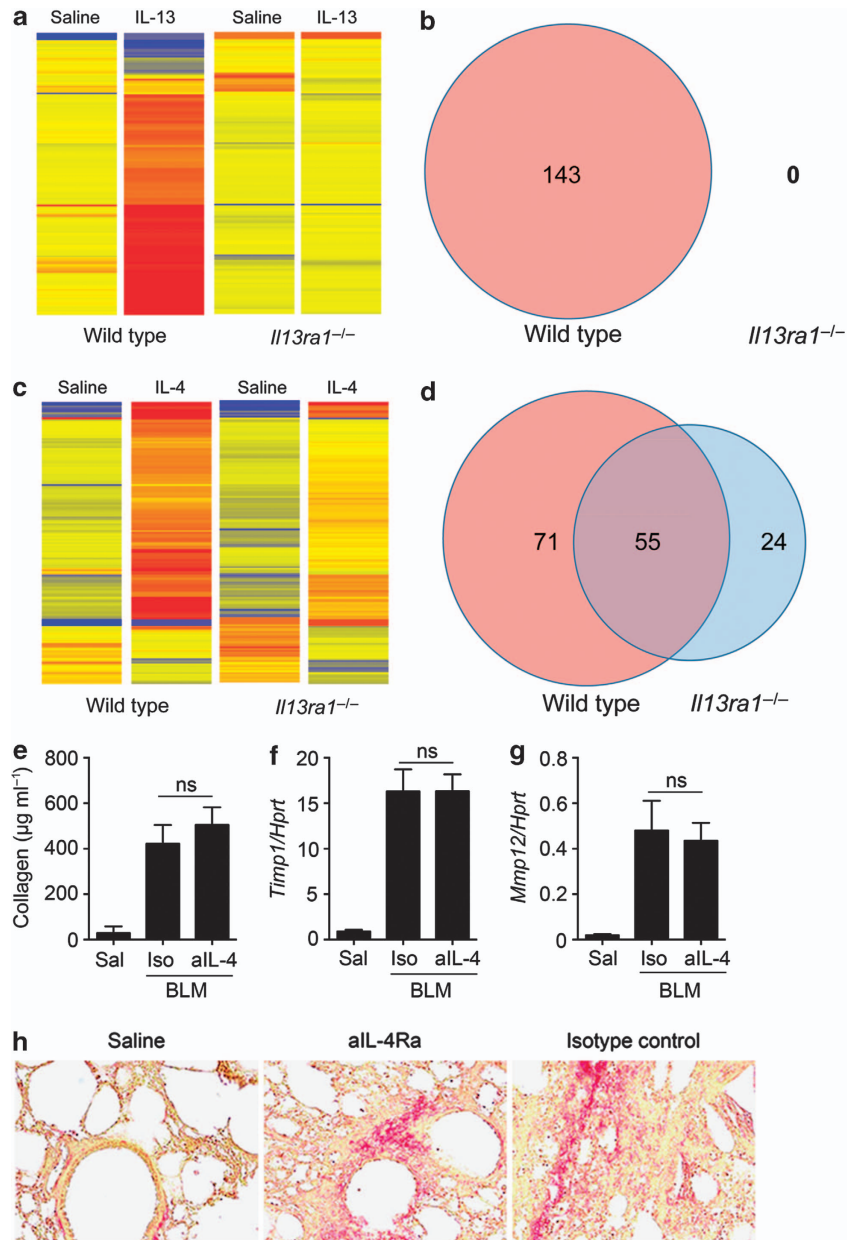 a
Saline IL-13 Saline IL-13
Wild type Il13ra1–/–
b
143 0
Wild type Il13ra1–/–
c
Saline IL-4 Saline IL-4
Wild type Il13ra1–/–
d
71 55 24
Wild type Il13ra1–/–
e
Collagen (µg ml⁻¹)
800
600
400
200
0
ns
Sal Iso aIL-4
BLM
f
Timp1/Hprt
20
15
10
5
0
ns
Sal Iso aIL-4
BLM
g
Mmp12/Hprt
0.8
0.6
0.4
0.2
0
ns
Sal Iso aIL-4
BLM
h
Saline aIL-4Ra Isotype control